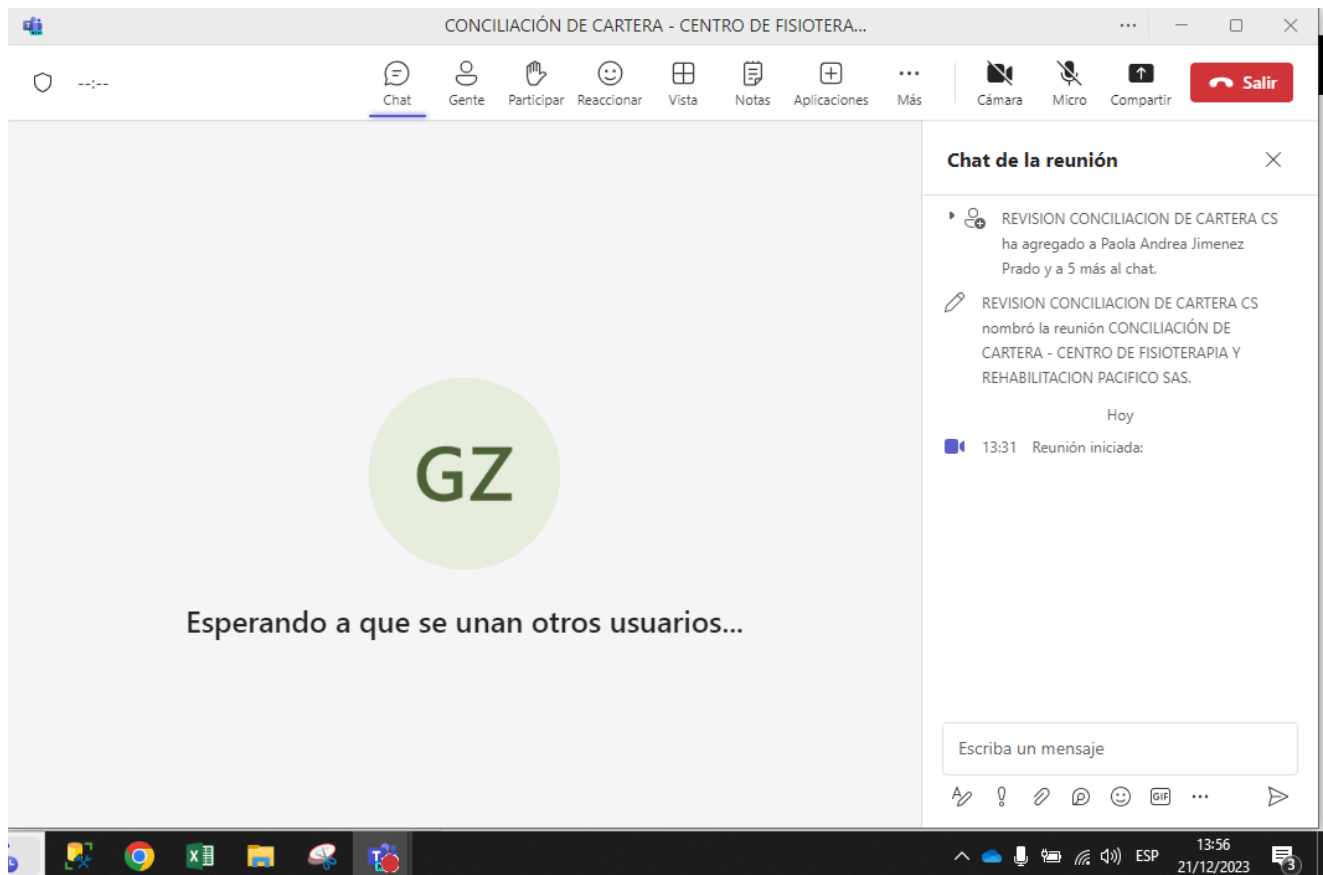 CONCILIACIÓN DE CARTERA - CENTRO DE FISIOTERA...
--:--
Chat
Gente
Participar
Reaccionar
Vista
Notas
Aplicaciones
Más
Cámara
Micro
Compartir
Salir
Chat de la reunión
REVISION CONCILIACION DE CARTERA CS
ha agregado a Paola Andrea Jimenez
Prado y a 5 más al chat.
REVISION CONCILIACION DE CARTERA CS
nombró la reunión CONCILIACIÓN DE
CARTERA - CENTRO DE FISIOTERAPIA Y
REHABILITACION PACIFICO SAS.
Hoy
13:31 Reunión iniciada:
GZ
Esperando a que se unan otros usuarios...
Escriba un mensaje
GIF
ESP
13:56
21/12/2023
3